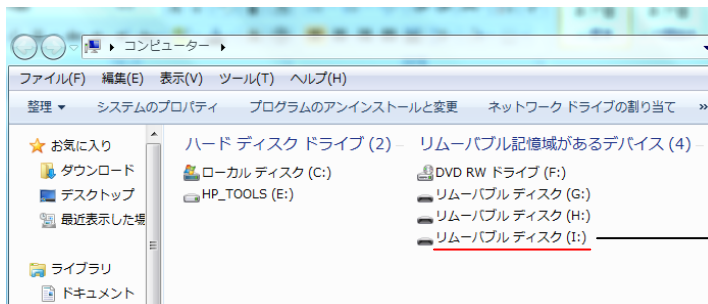 コンピューター
ファイル(F) 編集(E) 表示(V) ツール(T) ヘルプ(H)
整理 システムのプロパティ プログラムのアンインストールと変更 ネットワーク ドライブの割り当て »
お気に入り
ダウンロード
デスクトップ
最近表示した場
ライブラリ
ドキュメント
ハード ディスク ドライブ (2)
ローカル ディスク (C:)
HP_TOOLS (E:)
リムーバブル記憶域があるデバイス (4)
DVD RW ドライブ (F:)
リムーバブル ディスク (G:)
リムーバブル ディスク (H:)
リムーバブル ディスク (I:)